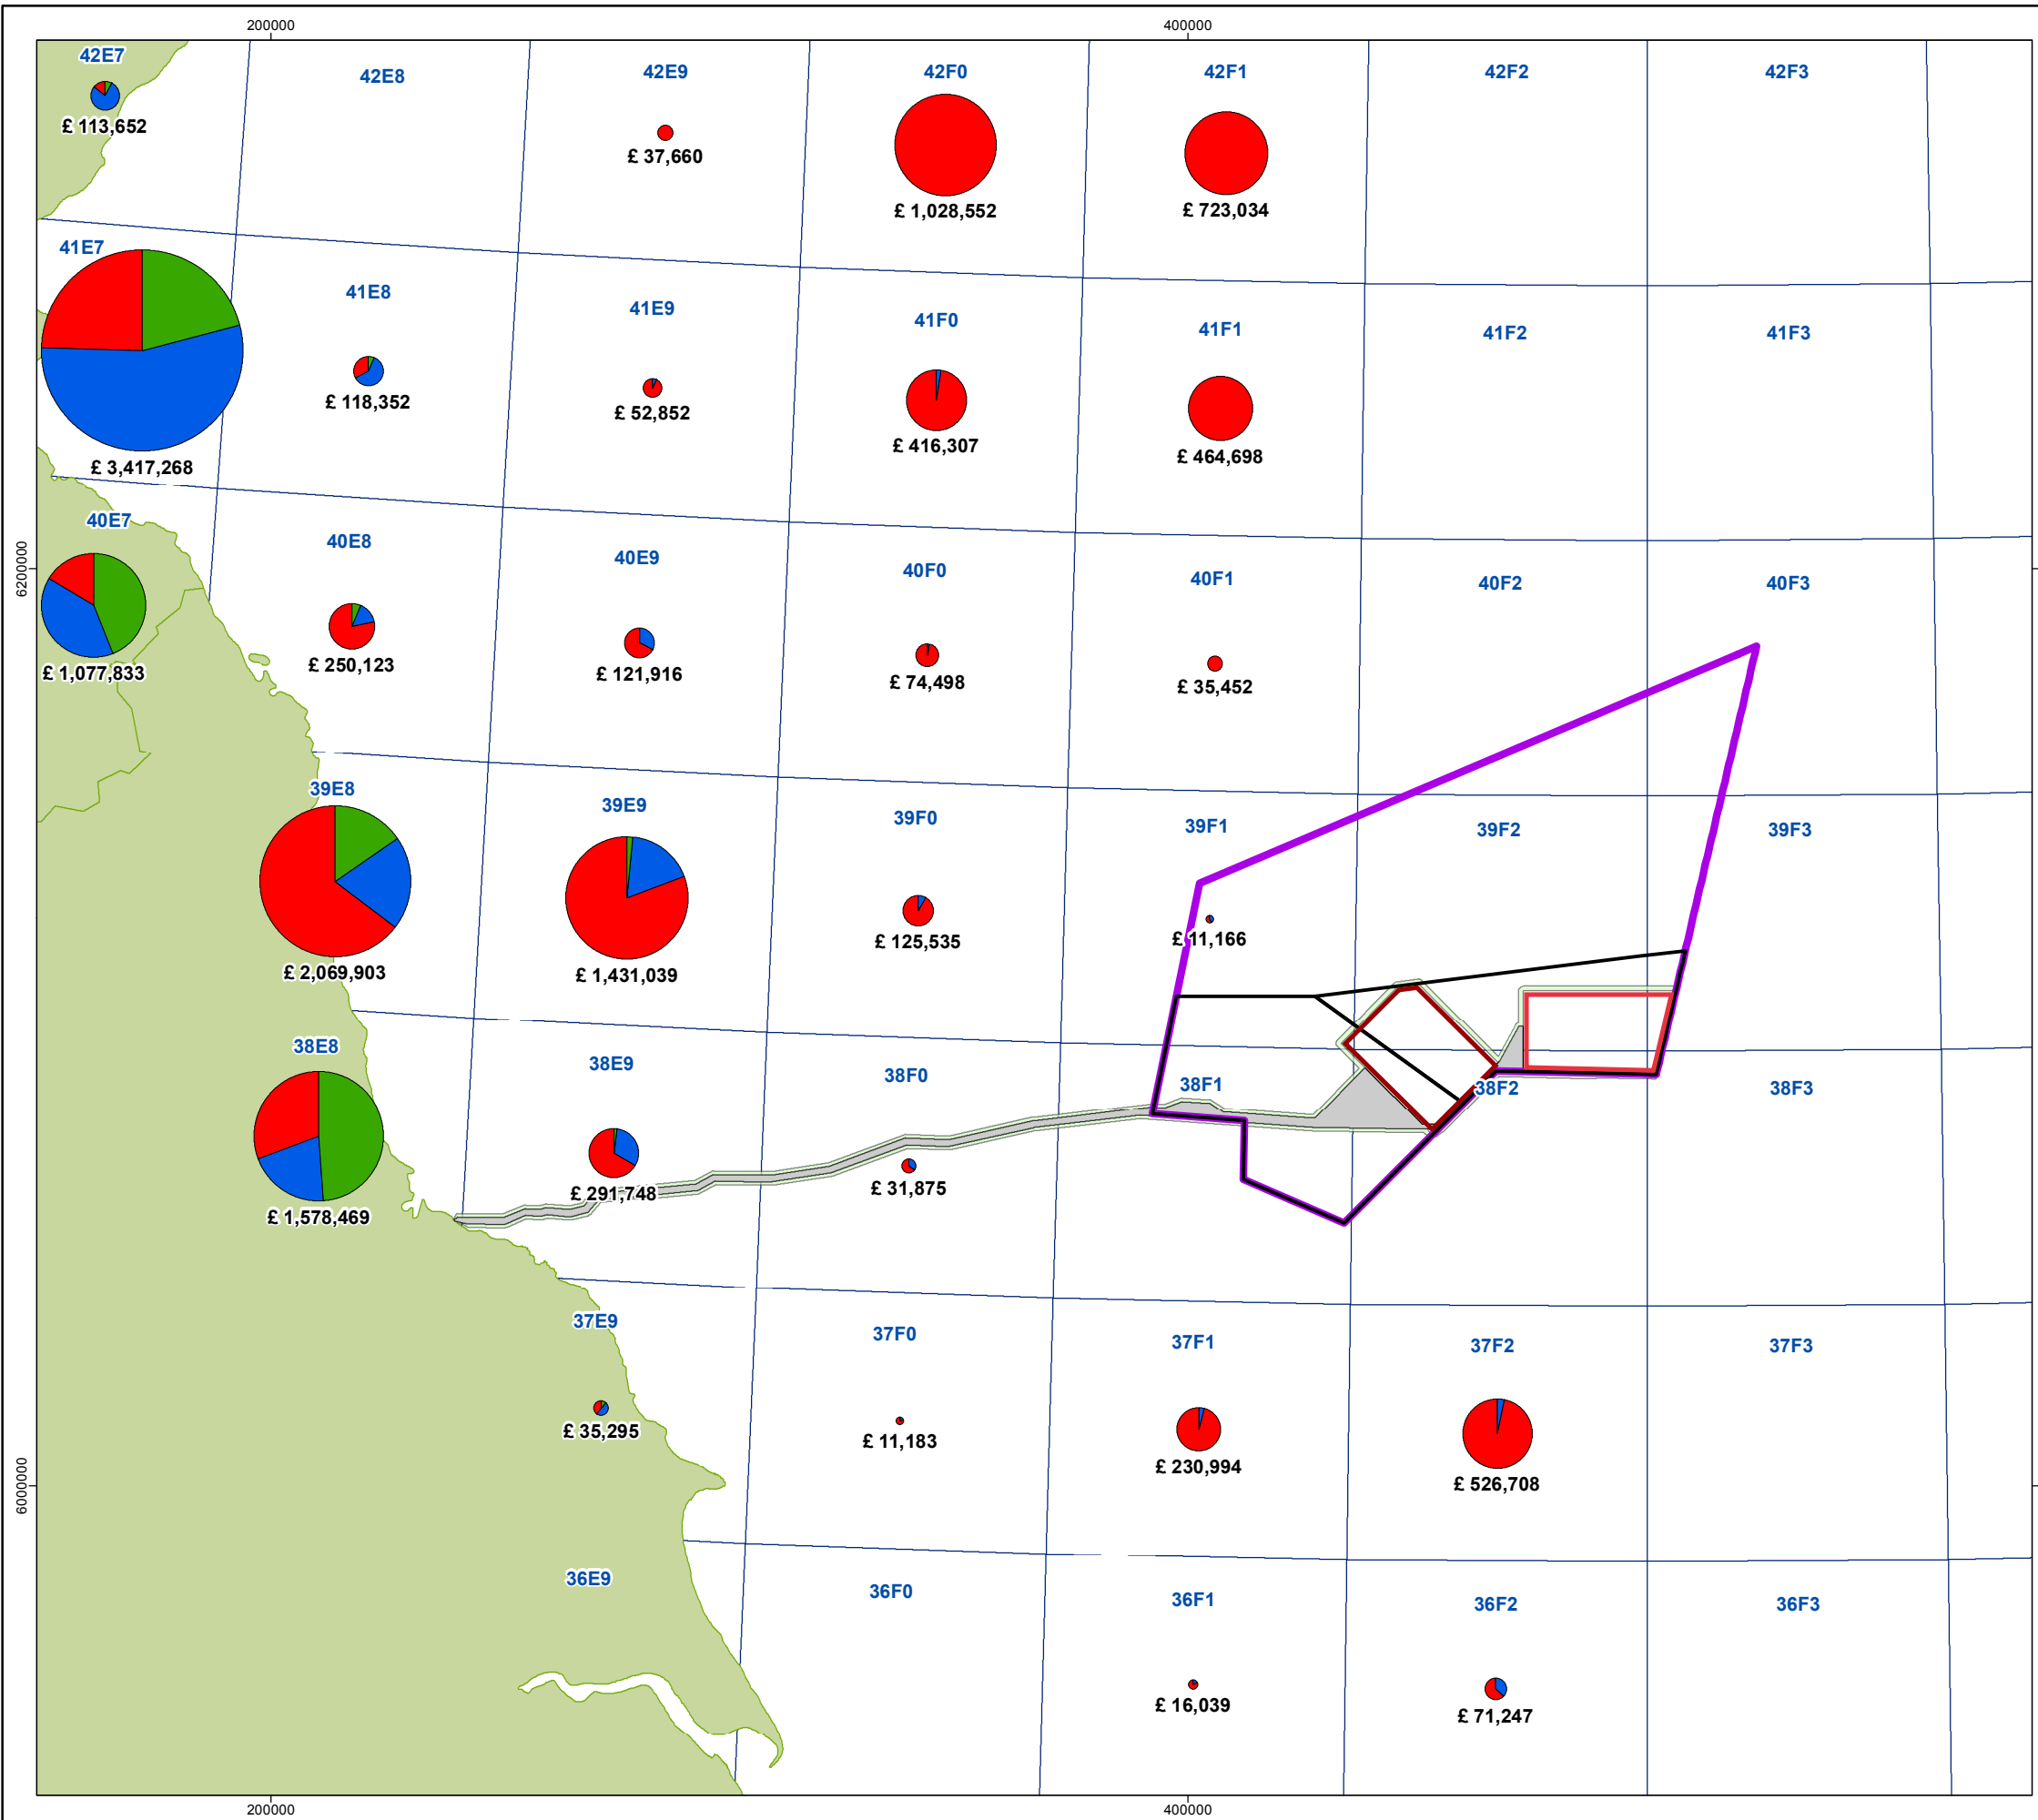 200000 400000
42E7 42E8 42E9 42F0 42F1 42F2 42F3
£ 113,652 £ 37,660 £ 1,028,552 £ 723,034
41E7 41E8 41E9 41F0 41F1 41F2 41F3
£ 3,417,268 £ 118,352 £ 52,852 £ 416,307 £ 464,698
40E7 40E8 40E9 40F0 40F1 40F2 40F3
6200000
£ 1,077,833 £ 250,123 £ 121,916 £ 74,498 £ 35,452
39E8 39E9 39F0 39F1 39F2 39F3
£ 2,069,903 £ 1,431,039 £ 125,535 £ 11,166
38E8 38E9 38F0 38F1 38F2 38F3
£ 1,578,469 £ 291,748 £ 31,875
37E9 37F0 37F1 37F2 37F3
£ 35,295 £ 11,183 £ 230,994 £ 526,708
6000000
36E9 36F0 36F1 36F2 36F3
£ 16,039 £ 71,247
200000 400000